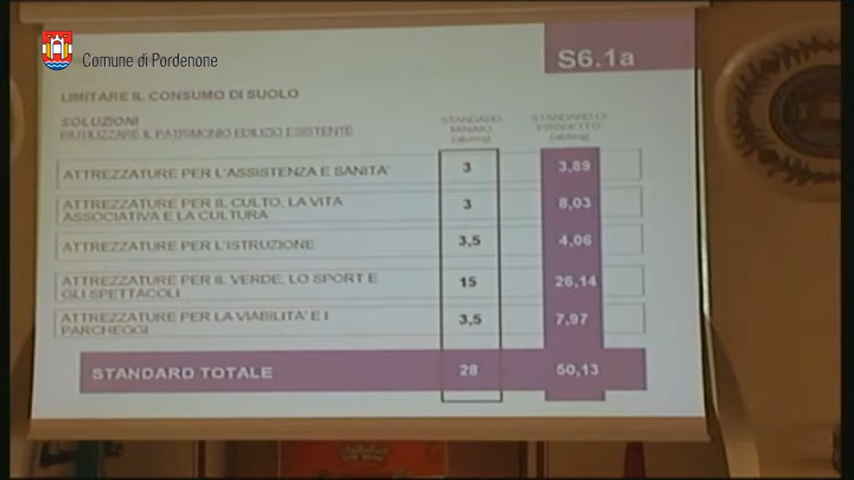 Comune di Pordenone
S6.1a
LIMITARE IL CONSUMO DI SUOLO
SOLUZIONI
RIUTILIZZARE IL PATRIMONIO EDILIZIO ESISTENTE
STANDARD
MINIMO
STANDARD DI
PROGETTO
ATTREZZATURE PER L'ASSISTENZA E SANITA' 3 3,89
ATTREZZATURE PER IL CULTO, LA VITA
ASSOCIATIVA E LA CULTURA 3 8,03
ATTREZZATURE PER L'ISTRUZIONE 3,5 4,06
ATTREZZATURE PER IL VERDE, LO SPORT E
GLI SPETTACOLI 15 26,14
ATTREZZATURE PER LA VIABILITA' E I
PARCHEGGI 3,5 7,97
STANDARD TOTALE 28 50,13